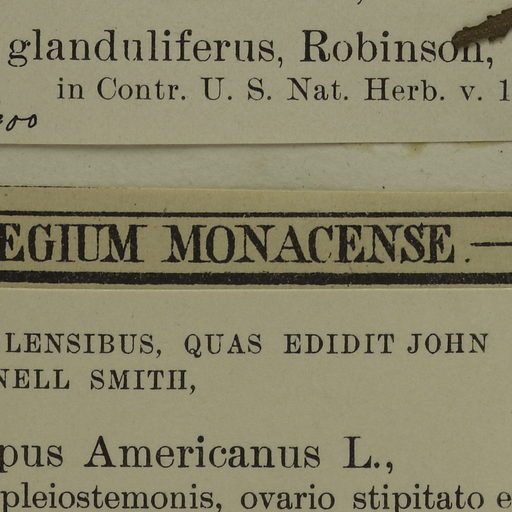 glanduliferus, Robinson,
in Contr. U. S. Nat. Herb. v. 1
EGIUM MONACENSE.—
LENSIBUS, QUAS EDIDIT JOHN
NELL SMITH,
pus Americanus L.,
pleiostemonis, ovario stipitato e